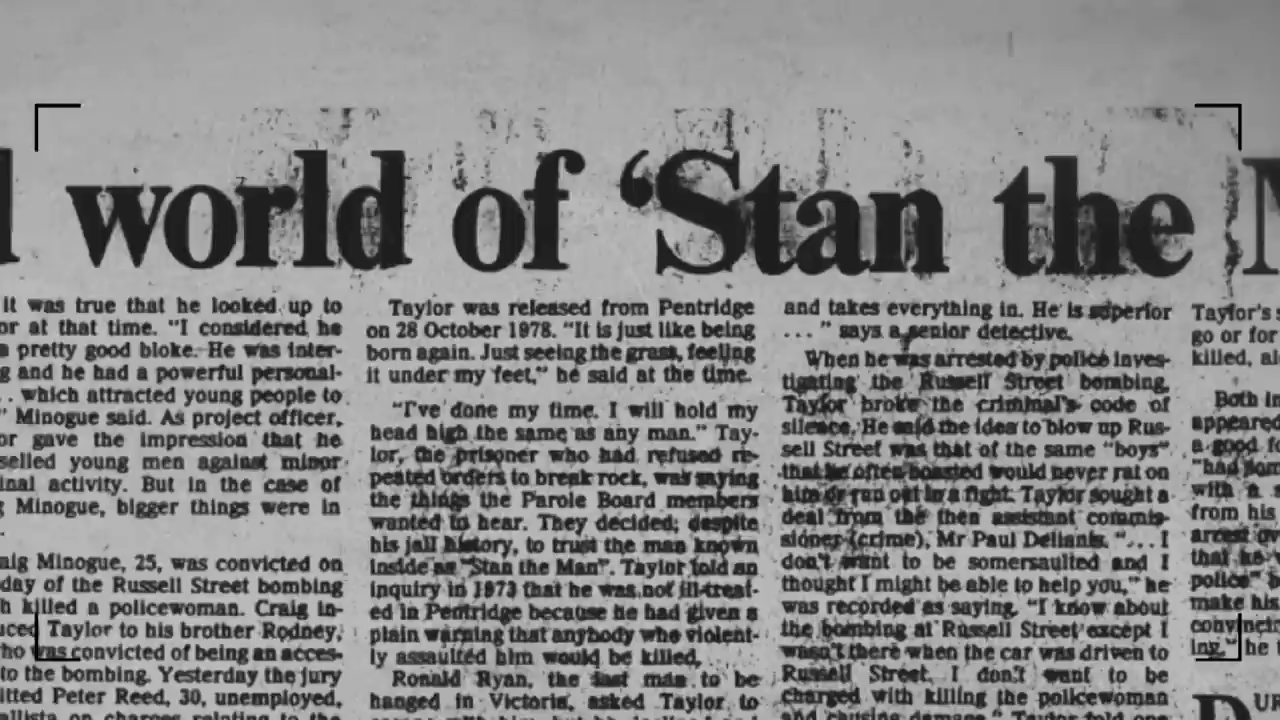 world of ‘Stan the
it was true that he looked up to
or at that time. "I considered he
pretty good bloke. He was inter-
g and he had a powerful personal-
. . which attracted young people to
" Minogue said. As project officer,
or gave the impression that he
selled young men against minor
inal activity. But in the case of
g Minogue, bigger things were in
aig Minogue, 25, was convicted on
day of the Russell Street bombing
h killed a policewoman. Craig in-
uced Taylor to his brother Rodney,
ho was convicted of being an acces-
to the bombing. Yesterday the jury
itted Peter Reed, 30, unemployed,
allista on charges relating to the
Taylor was released from Pentridge
on 28 October 1978. "It is just like being
born again. Just seeing the grass, feeling
it under my feet," he said at the time.
"I've done my time. I will hold my
head high the same as any man." Tay-
lor, the prisoner who had refused re-
peated orders to break rock, was saying
the things the Parole Board members
wanted to hear. They decided, despite
his jail history, to trust the man known
inside as "Stan the Man". Taylor told an
inquiry in 1973 that he was not ill-treat-
ed in Pentridge because he had given a
plain warning that anybody who violent-
ly assaulted him would be killed.
Ronald Ryan, the last man to be
hanged in Victoria, asked Taylor to
and takes everything in. He is superior
. . . " says a senior detective.
When he was arrested by police inves-
tigating the Russell Street bombing,
Taylor broke the criminal's code of
silence. He said the idea to blow up Rus-
sell Street was that of the same "boys"
that he often boasted would never rat on
him or ran out in a fight. Taylor sought a
deal from the then assistant commis-
sioner (crime), Mr Paul Delianis. ". . . I
don't want to be somersaulted and I
thought I might be able to help you," he
was recorded as saying. "I know about
the bombing at Russell Street except I
wasn't there when the car was driven to
Russell Street. I don't want to be
charged with killing the policewoman
and causing damage." Taylor told
Taylor's
go or for
killed, al
Both in
appeared
a good f
"had som
with a
from his
arrest ov
that he
police" b
make his
convincin
ing," he